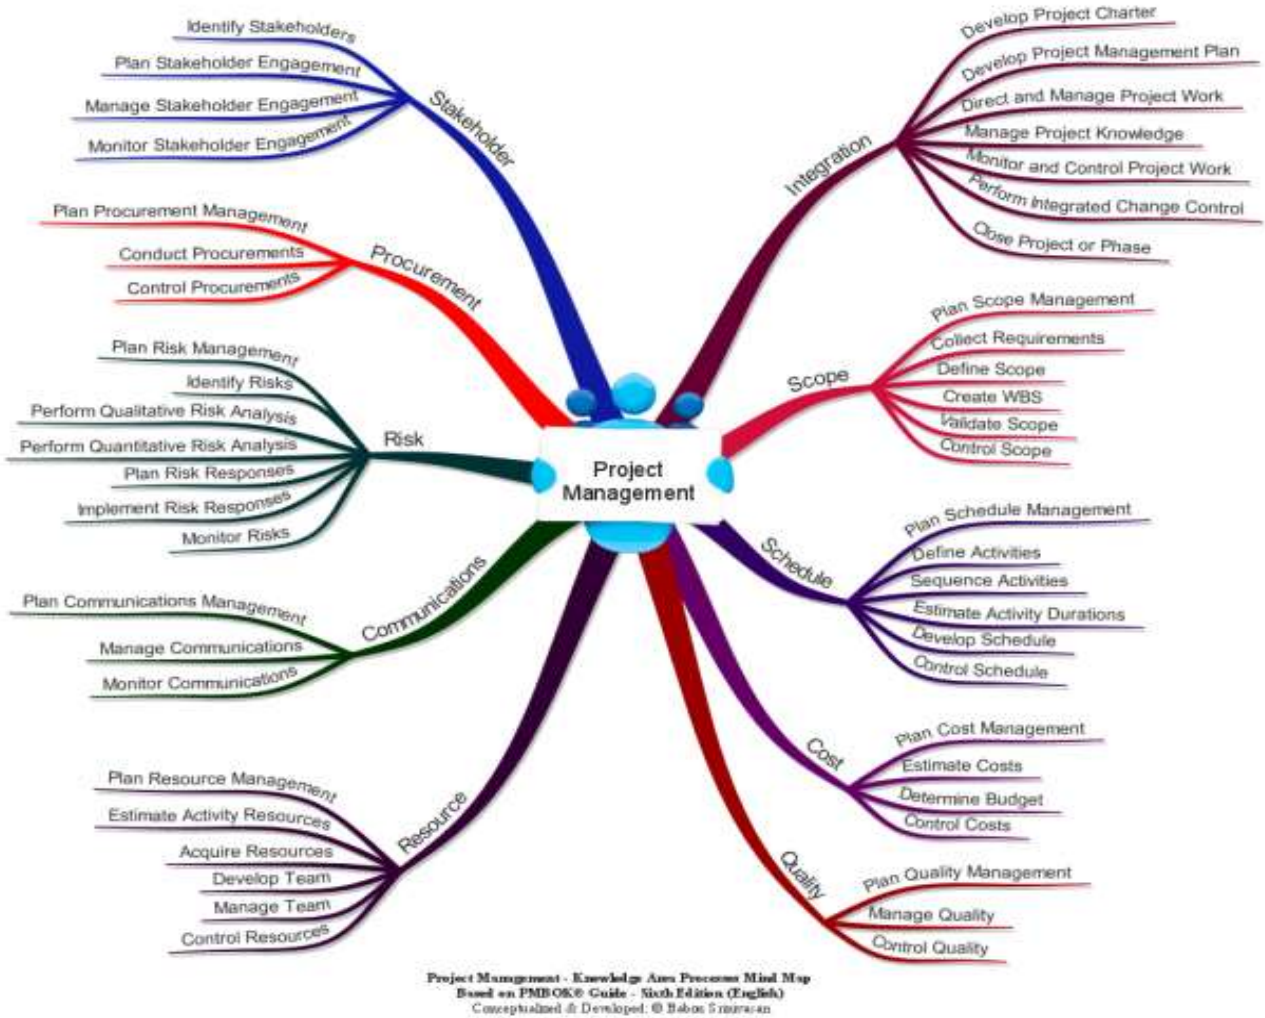 Identify Stakeholders
Plan Stakeholder Engagement
Manage Stakeholder Engagement
Monitor Stakeholder Engagement
Stakeholder
Plan Procurement Management
Conduct Procurements
Control Procurements
Procurement
Plan Risk Management
Identify Risks
Perform Qualitative Risk Analysis
Perform Quantitative Risk Analysis
Plan Risk Responses
Implement Risk Responses
Monitor Risks
Risk
Plan Communications Management
Manage Communications
Monitor Communications
Communications
Plan Resource Management
Estimate Activity Resources
Acquire Resources
Develop Team
Manage Team
Control Resources
Resource
Project
Management
Integration
Develop Project Charter
Develop Project Management Plan
Direct and Manage Project Work
Manage Project Knowledge
Monitor and Control Project Work
Perform Integrated Change Control
Close Project or Phase
Scope
Plan Scope Management
Collect Requirements
Define Scope
Create WBS
Validate Scope
Control Scope
Schedule
Plan Schedule Management
Define Activities
Sequence Activities
Estimate Activity Durations
Develop Schedule
Control Schedule
Cost
Plan Cost Management
Estimate Costs
Determine Budget
Control Costs
Quality
Plan Quality Management
Manage Quality
Control Quality
Project Management - Knowledge Area Processes Mind Map
Based on PMBOK® Guide - Sixth Edition (English)
Conceptualized & Developed: © Babou Srinivasan